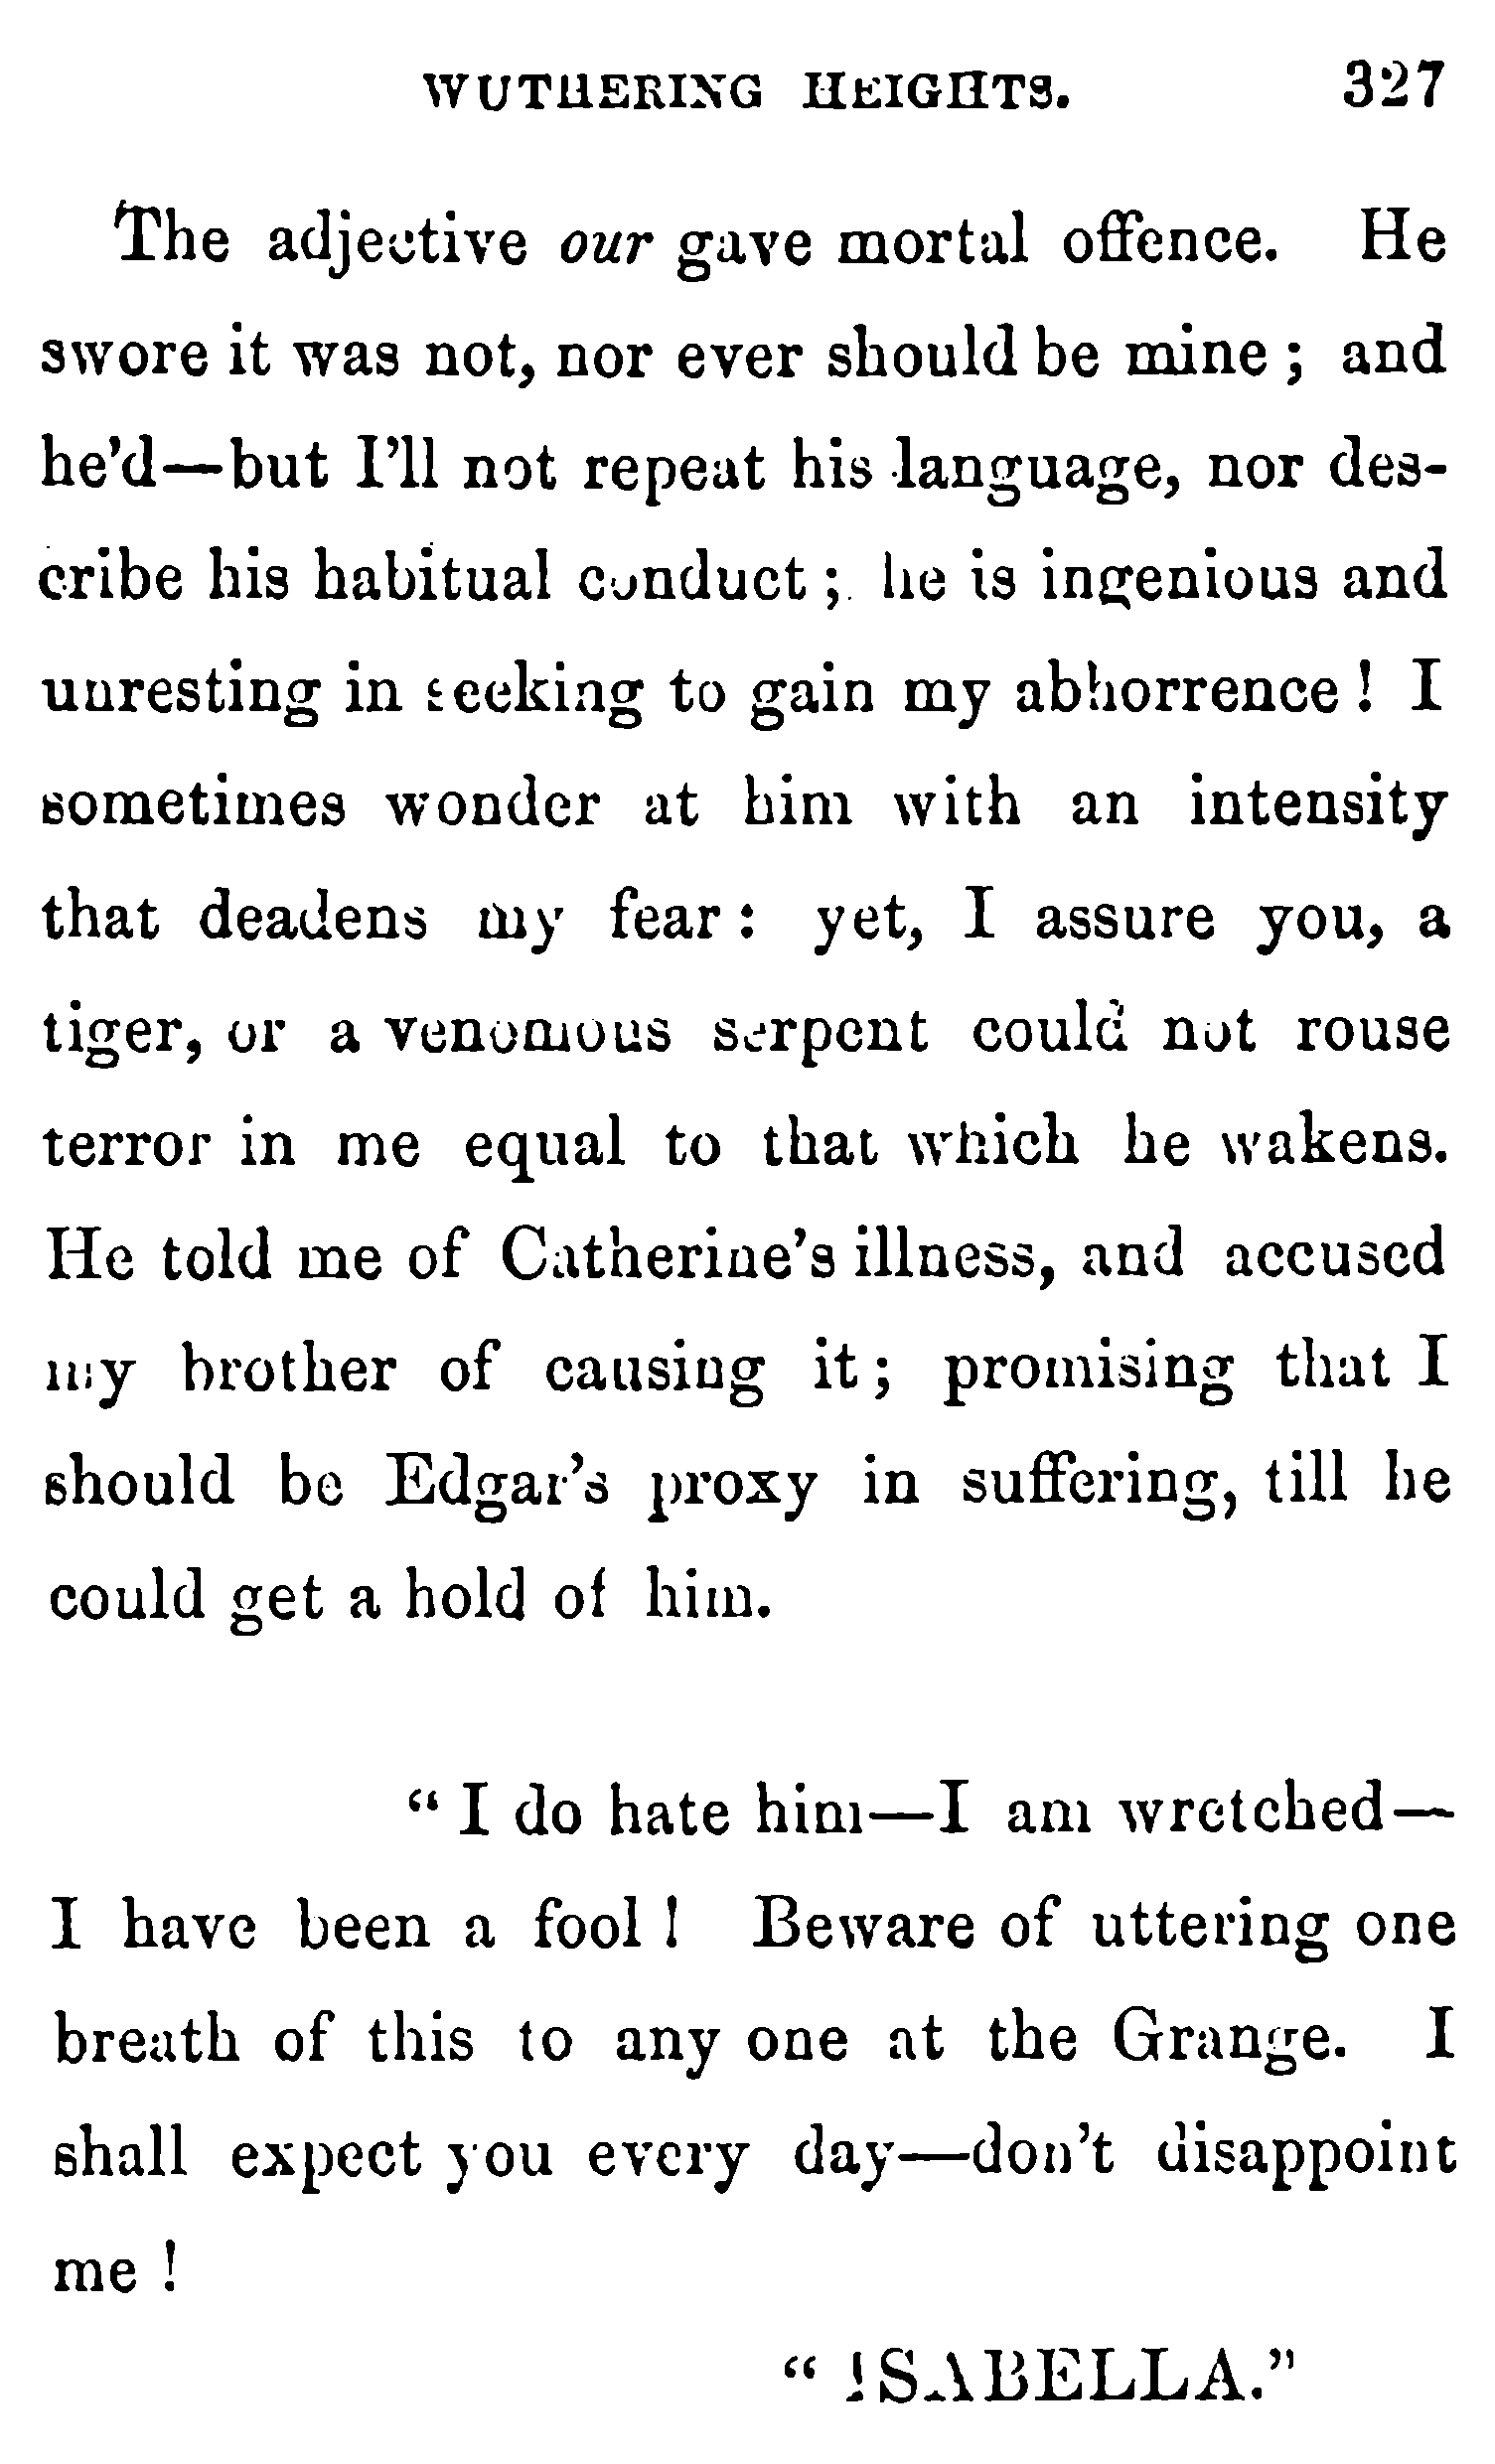 WUTHERING HEIGHTS. 327
The adjective our gave mortal offence. He
swore it was not, nor ever should be mine; and
he'd—but I'll not repeat his language, nor des-
cribe his habitual conduct; he is ingenious and
unresting in seeking to gain my abhorrence! I
sometimes wonder at him with an intensity
that deadens my fear: yet, I assure you, a
tiger, or a venomous serpent could not rouse
terror in me equal to that which he wakens.
He told me of Catherine's illness, and accused
my brother of causing it; promising that I
should be Edgar's proxy in suffering, till he
could get a hold of him.
"I do hate him—I am wretched—
I have been a fool! Beware of uttering one
breath of this to any one at the Grange. I
shall expect you every day—don't disappoint
me!
"ISABELLA."